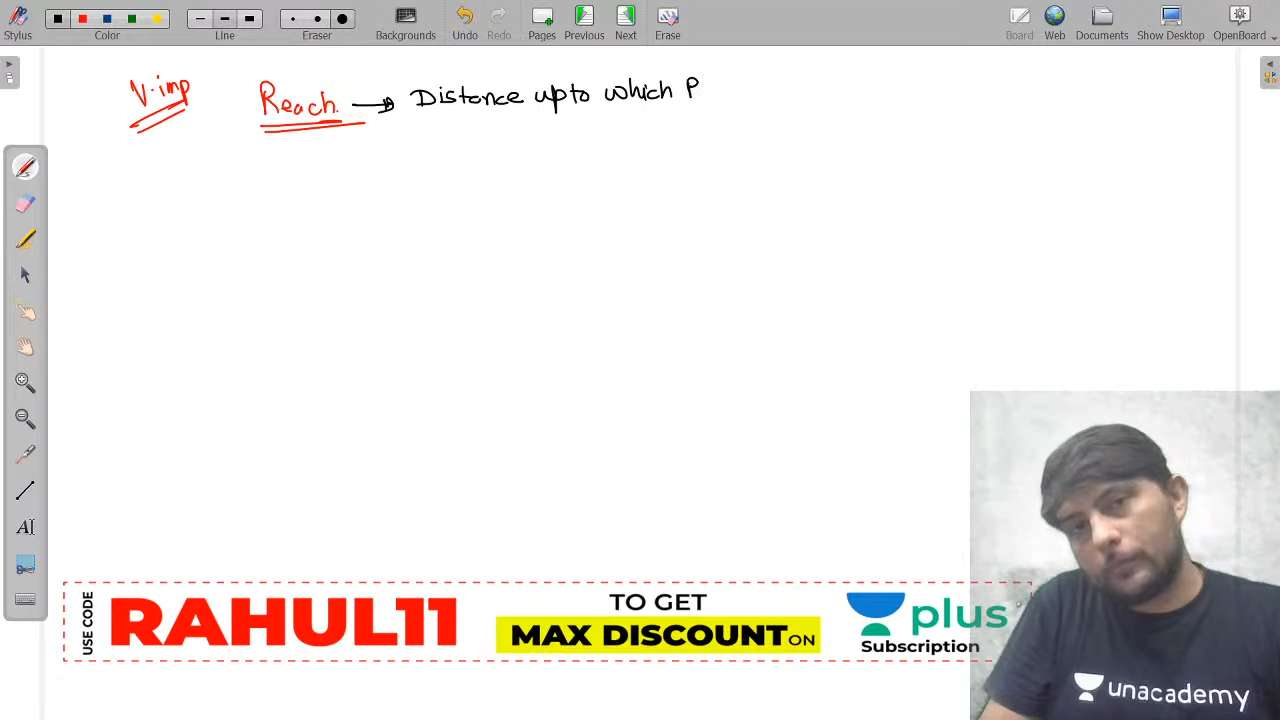 Stylus
Color
Line
Eraser
Backgrounds
Undo
Redo
Pages
Previous
Next
Erase
Board
Web
Documents
Show Desktop
OpenBoard
V. imp
Reach. → Distance upto which P
USE CODE
RAHUL11
TO GET
MAX DISCOUNT ON
plus
Subscription
unacademy